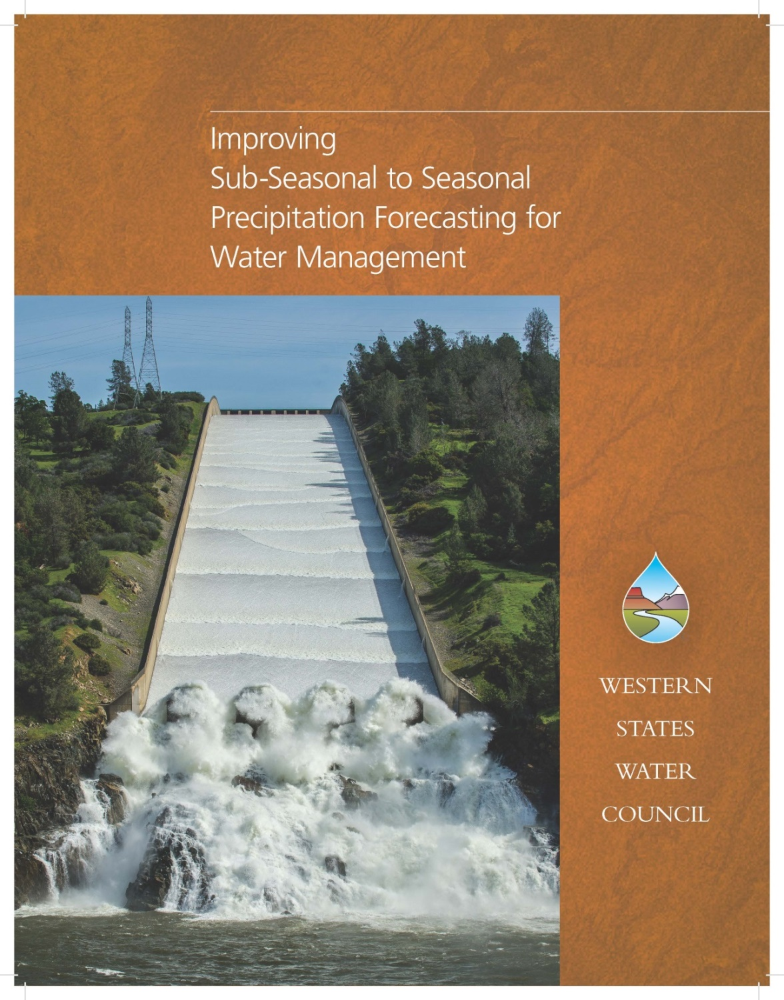 Improving
Sub-Seasonal to Seasonal
Precipitation Forecasting for
Water Management
WESTERN
STATES
WATER
COUNCIL